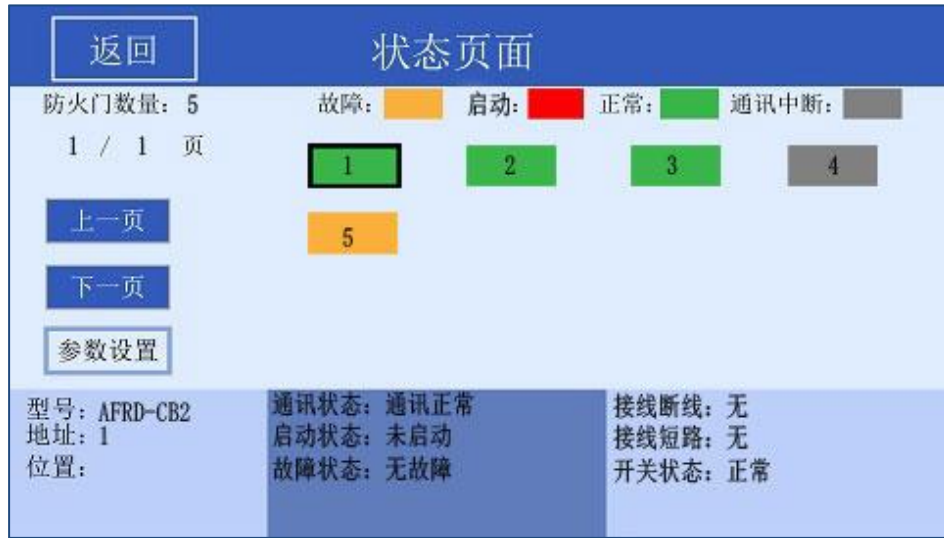 返回 状态页面
防火门数量: 5 故障: 启动: 正常: 通讯中断:
1 / 1 页
1 2 3 4
上一页
5
下一页
参数设置
型号: AFRD-CB2
地址: 1
位置:
通讯状态: 通讯正常
启动状态: 未启动
故障状态: 无故障
接线断线: 无
接线短路: 无
开关状态: 正常